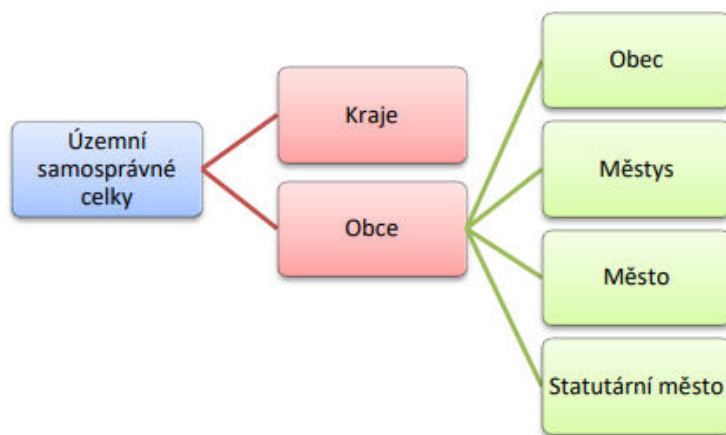 Územní
samosprávné
celky
Kraje
Obce
Obec
Městys
Město
Statutární město